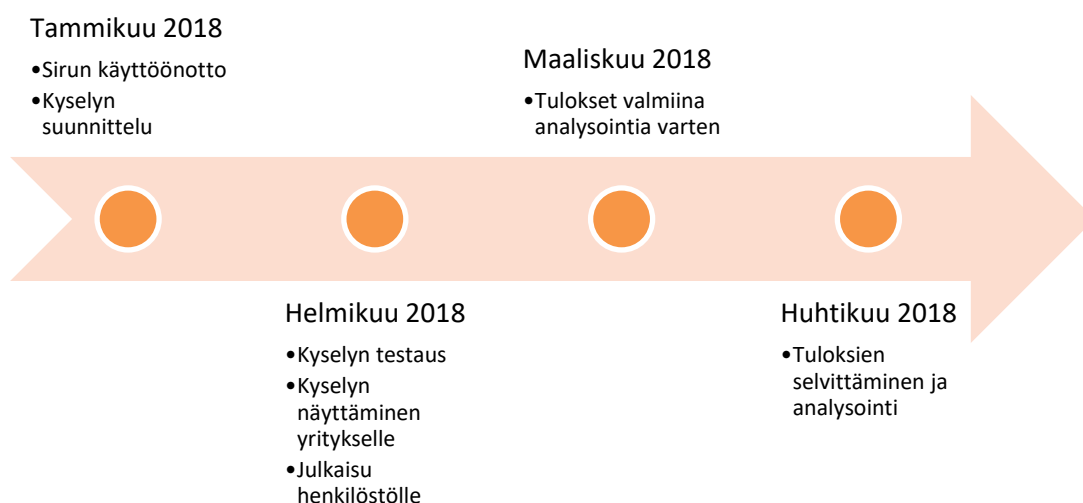 Tammikuu 2018
•Sirun käyttöönotto
•Kyselyn
suunnittelu
Helmikuu 2018
•Kyselyn testaus
•Kyselyn
näyttäminen
yritykselle
•Julkaisu
henkilöstölle
Maaliskuu 2018
•Tulokset valmiina
analysointia varten
Huhtikuu 2018
•Tuloksien
selvittäminen ja
analysointi